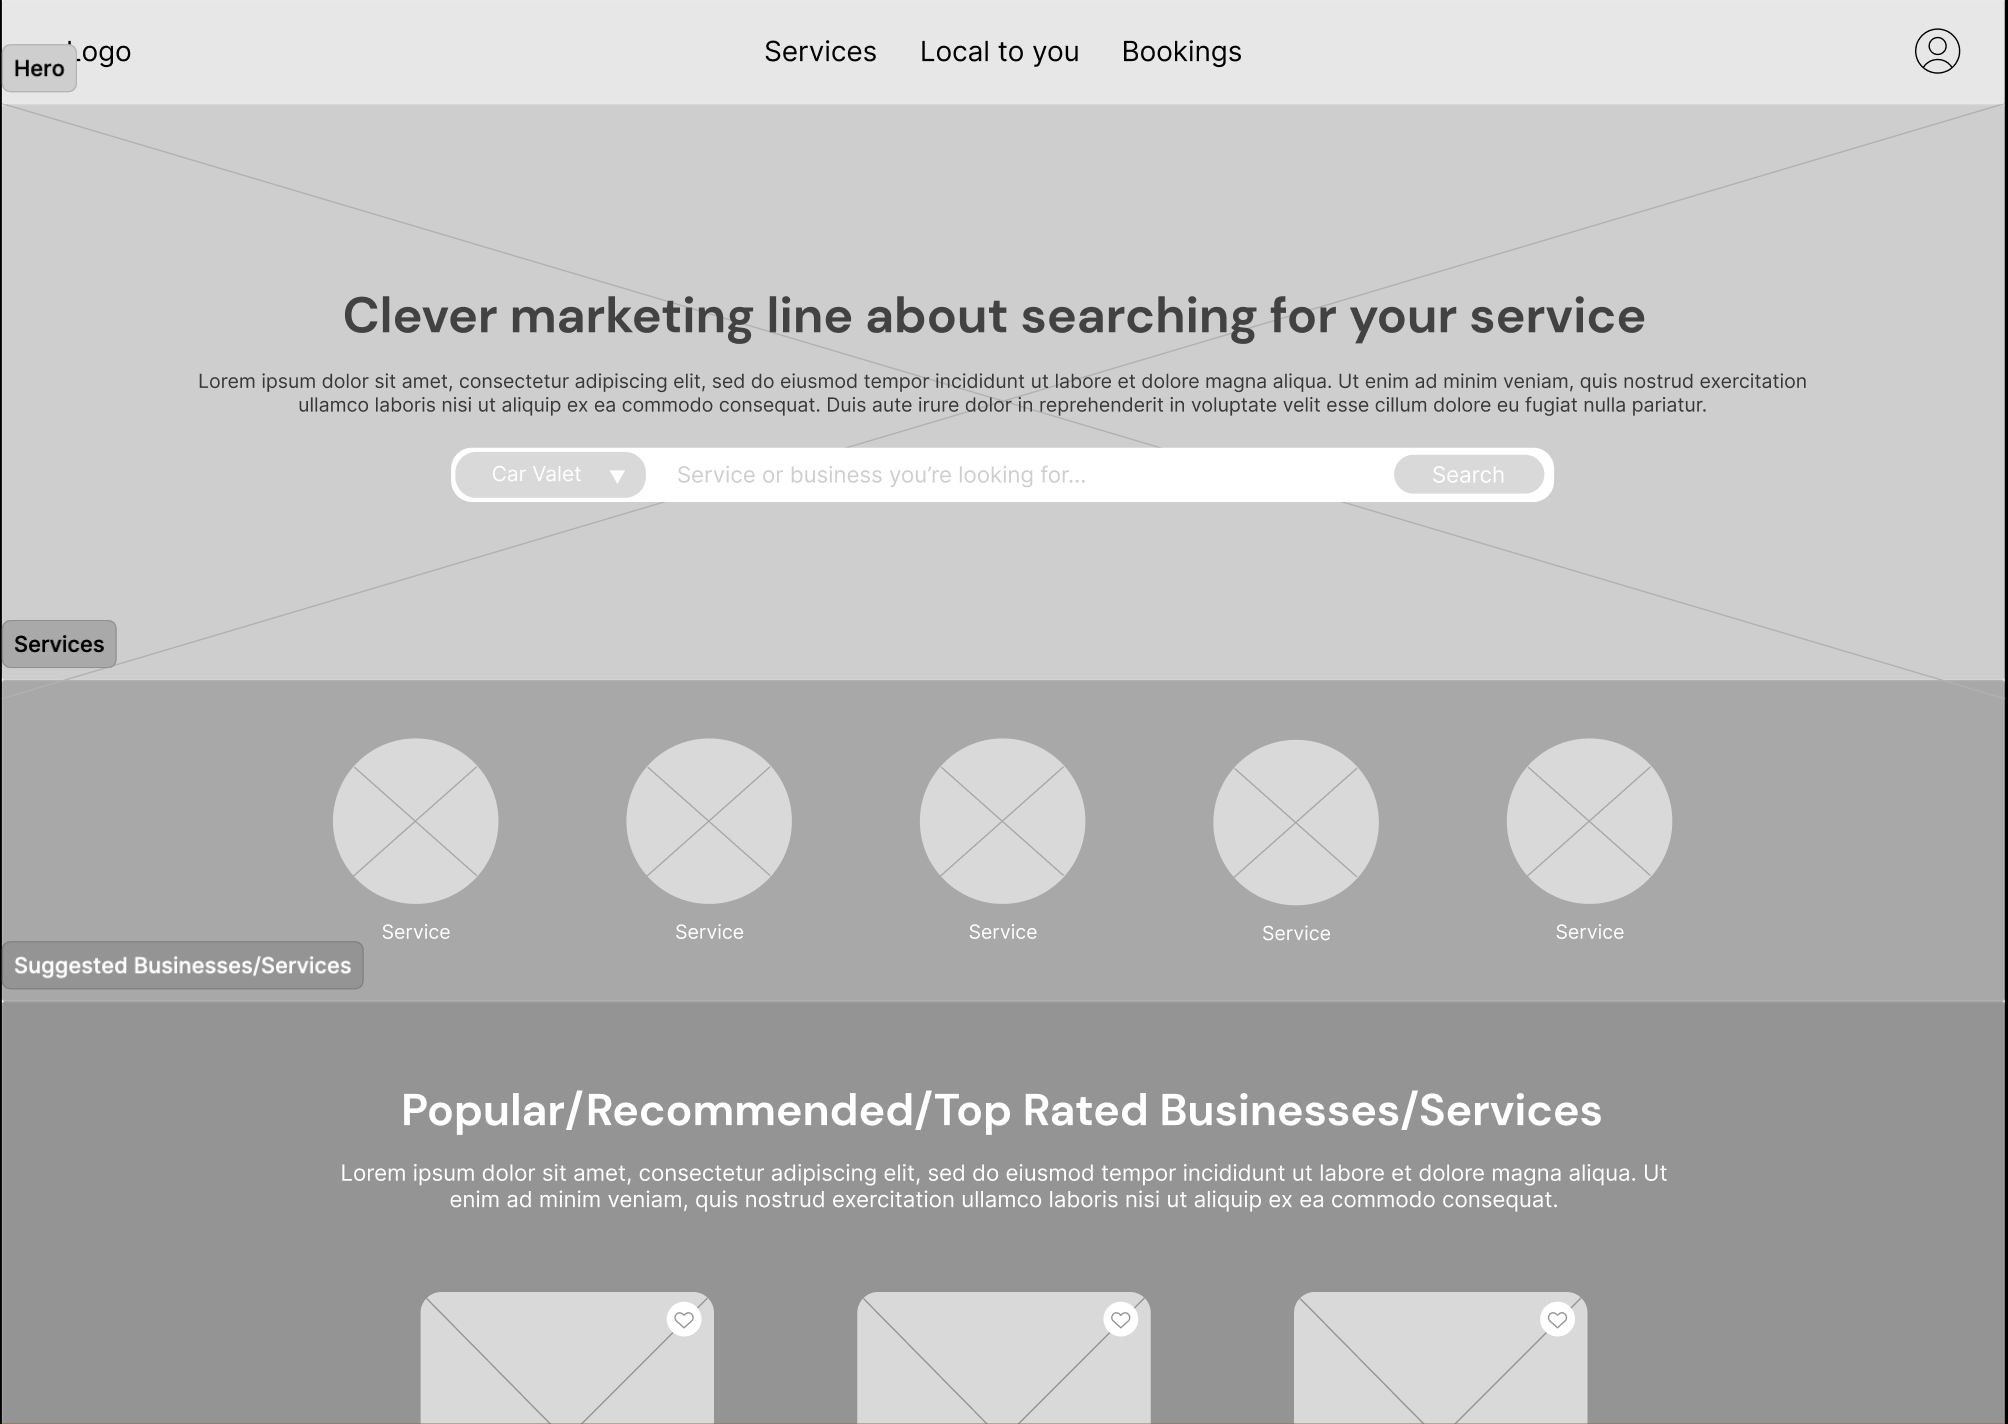 Logo
Services
Local to you
Bookings
Hero
Clever marketing line about searching for your service
Lorem ipsum dolor sit amet, consectetur adipiscing elit, sed do eiusmod tempor incididunt ut labore et dolore magna aliqua. Ut enim ad minim veniam, quis nostrud exercitation
ullamco laboris nisi ut aliquip ex ea commodo consequat. Duis aute irure dolor in reprehenderit in voluptate velit esse cillum dolore eu fugiat nulla pariatur.
Car Valet
Service or business you’re looking for...
Search
Services
Service
Service
Service
Service
Service
Suggested Businesses/Services
Popular/Recommended/Top Rated Businesses/Services
Lorem ipsum dolor sit amet, consectetur adipiscing elit, sed do eiusmod tempor incididunt ut labore et dolore magna aliqua. Ut
enim ad minim veniam, quis nostrud exercitation ullamco laboris nisi ut aliquip ex ea commodo consequat.